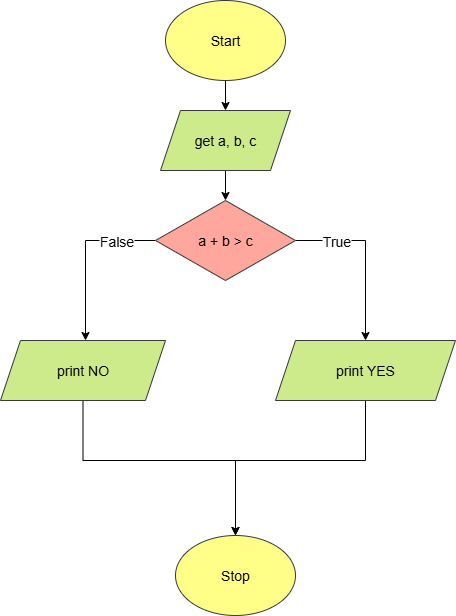 Start
get a, b, c
a + b > c
False
True
print NO
print YES
Stop